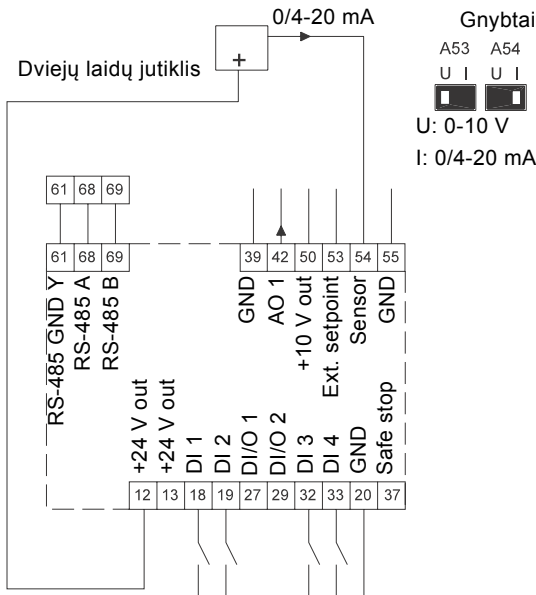 0/4-20 mA
Gnybtai
A53 A54
U I U I
U: 0-10 V
I: 0/4-20 mA
Dviejų laidų jutiklis
+
61 68 69
61 68 69
39 42 50 53 54 55
RS-485 GND Y
RS-485 A
RS-485 B
GND
AO 1
+10 V out
Ext. setpoint
Sensor
GND
+24 V out
+24 V out
DI 1
DI 2
DI/O 1
DI/O 2
DI 3
DI 4
GND
Safe stop
12 13 18 19 27 29 32 33 20 37